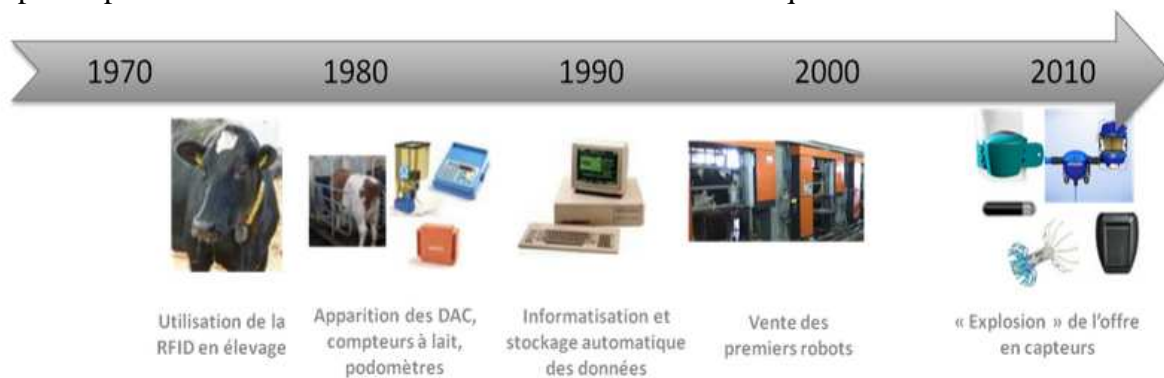 1970 1980 1990 2000 2010
Utilisation de la
RFID en élevage
Apparition des DAC,
compteurs à lait,
podomètres
Informatisation et
stockage automatique
des données
Vente des
premiers robots
« Explosion » de l'offre
en capteurs